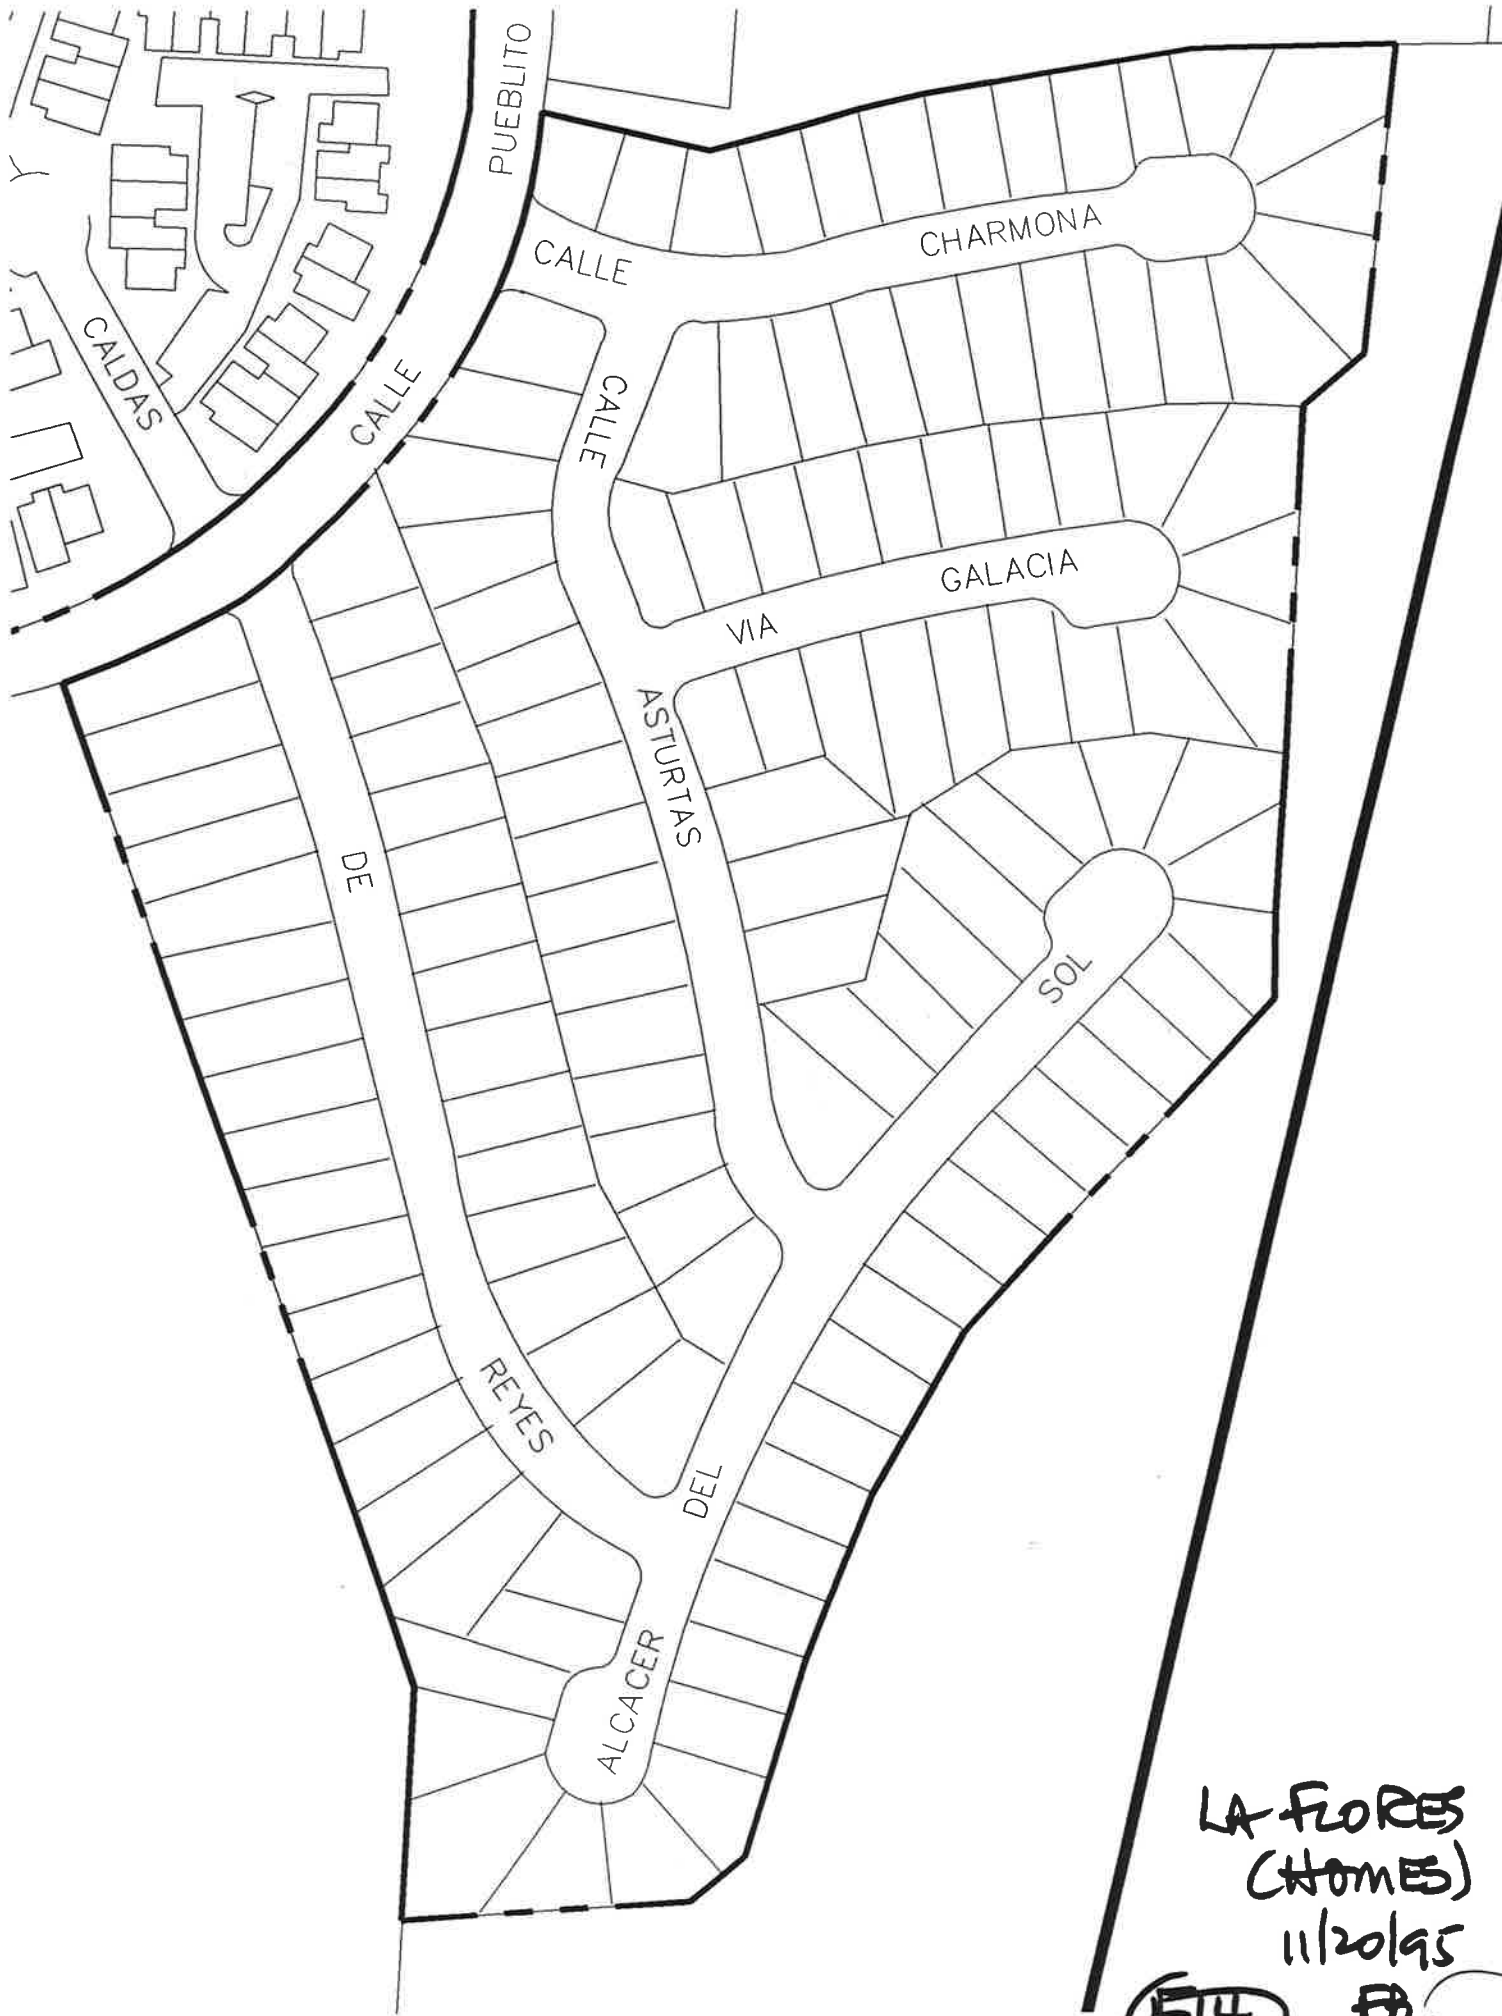 PUEBLITO
CALLE
CHARMONA
CALDAS
CALLE
CALLE
VIA
GALACIA
ASTURTAS
DE
SOL
REYES
DEL
ALCACER
LA FLORES
(HOMES)
11/20/95